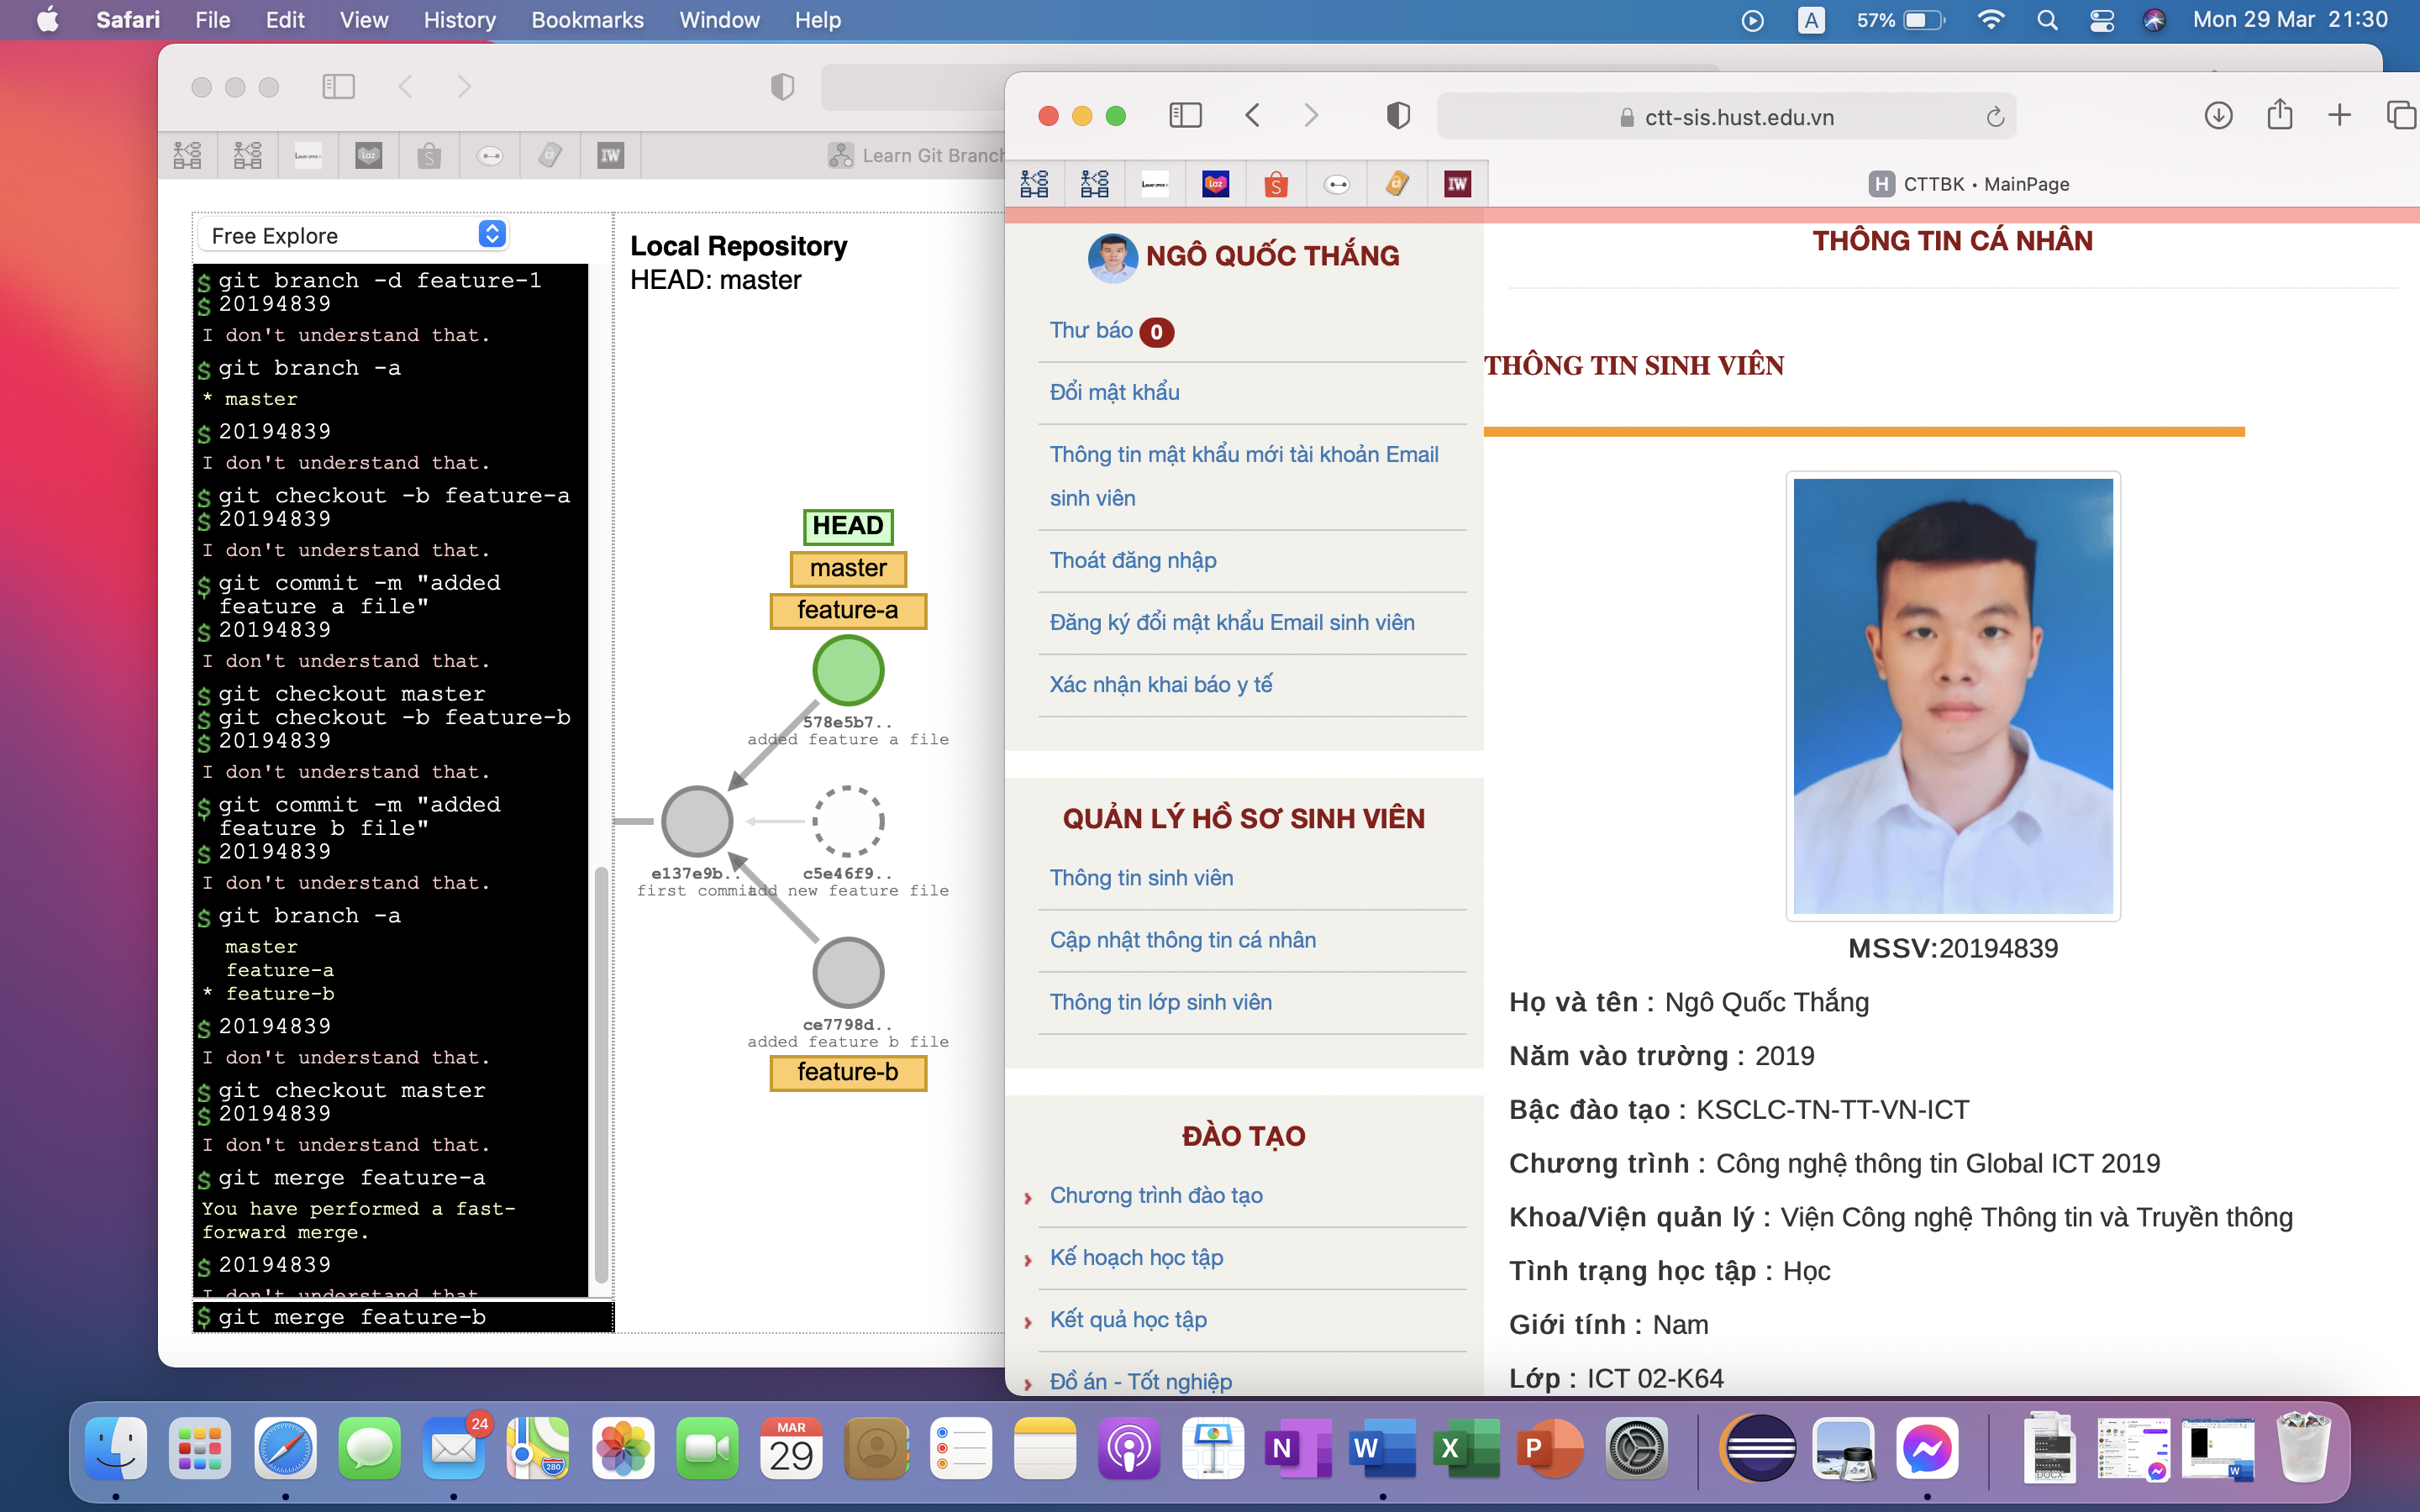 Safari File Edit View History Bookmarks Window Help
A 57% Mon 29 Mar 21:30
Learn Git Branch
Free Explore
$ git branch -d feature-1
$ 20194839
I don't understand that.
$ git branch -a
* master
$ 20194839
I don't understand that.
$ git checkout -b feature-a
$ 20194839
I don't understand that.
$ git commit -m "added
feature a file"
$ 20194839
I don't understand that.
$ git checkout master
$ git checkout -b feature-b
$ 20194839
I don't understand that.
$ git commit -m "added
feature b file"
$ 20194839
I don't understand that.
$ git branch -a
master
feature-a
* feature-b
$ 20194839
I don't understand that.
$ git checkout master
$ 20194839
I don't understand that.
$ git merge feature-a
You have performed a fast-
forward merge.
$ 20194839
I don't understand that
$ git merge feature-b
Local Repository
HEAD: master
HEAD
master
feature-a
578e5b7..
added feature a file
e137e9b..
first commit
c5e46f9..
add new feature file
ce7798d..
added feature b file
feature-b
ctt-sis.hust.edu.vn
Laz S IW
H CTTBK • MainPage
NGÔ QUỐC THẮNG
Thư báo 0
Đổi mật khẩu
Thông tin mật khẩu mới tài khoản Email
sinh viên
Thoát đăng nhập
Đăng ký đổi mật khẩu Email sinh viên
Xác nhận khai báo y tế
QUẢN LÝ HỒ SƠ SINH VIÊN
Thông tin sinh viên
Cập nhật thông tin cá nhân
Thông tin lớp sinh viên
ĐÀO TẠO
Chương trình đào tạo
Kế hoạch học tập
Kết quả học tập
Đồ án - Tốt nghiệp
THÔNG TIN CÁ NHÂN
THÔNG TIN SINH VIÊN
MSSV:20194839
Họ và tên : Ngô Quốc Thắng
Năm vào trường : 2019
Bậc đào tạo : KSCLC-TN-TT-VN-ICT
Chương trình : Công nghệ thông tin Global ICT 2019
Khoa/Viện quản lý : Viện Công nghệ Thông tin và Truyền thông
Tình trạng học tập : Học
Giới tính : Nam
Lớp : ICT 02-K64
24
280
MAR
29
N W X P
DOCX
W